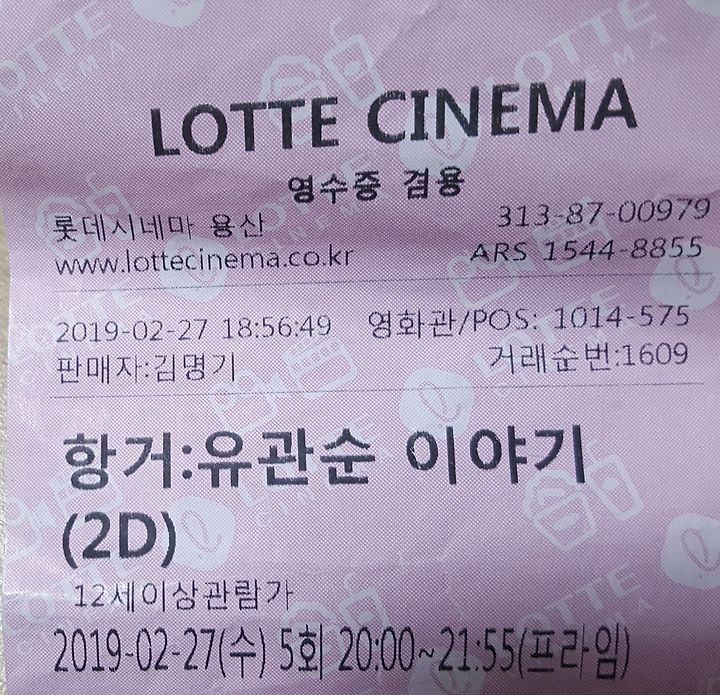 LOTTE CINEMA
영수증 겸용
롯데시네마 용산 313-87-00979
www.lottecinema.co.kr ARS 1544-8855
2019-02-27 18:56:49 영화관/POS: 1014-575
판매자:김명기 거래순번:1609
항거:유관순 이야기
(2D)
12세이상관람가
2019-02-27(수) 5회 20:00~21:55(프라임)